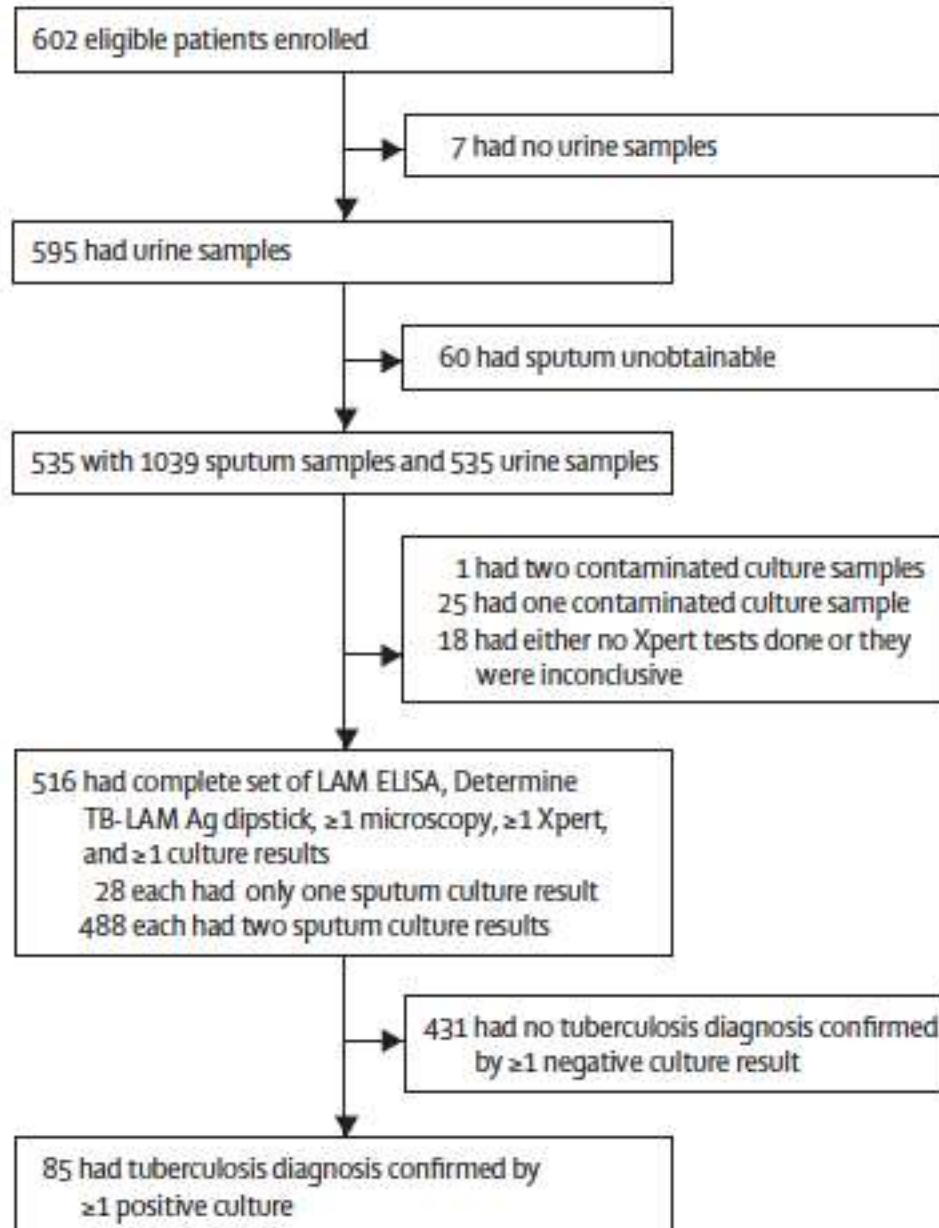 602 eligible patients enrolled
7 had no urine samples
595 had urine samples
60 had sputum unobtainable
535 with 1039 sputum samples and 535 urine samples
1 had two contaminated culture samples
25 had one contaminated culture sample
18 had either no Xpert tests done or they
were inconclusive
516 had complete set of LAM ELISA, Determine
TB-LAM Ag dipstick, ≥1 microscopy, ≥1 Xpert,
and ≥1 culture results
28 each had only one sputum culture result
488 each had two sputum culture results
431 had no tuberculosis diagnosis confirmed
by ≥1 negative culture result
85 had tuberculosis diagnosis confirmed by
≥1 positive culture